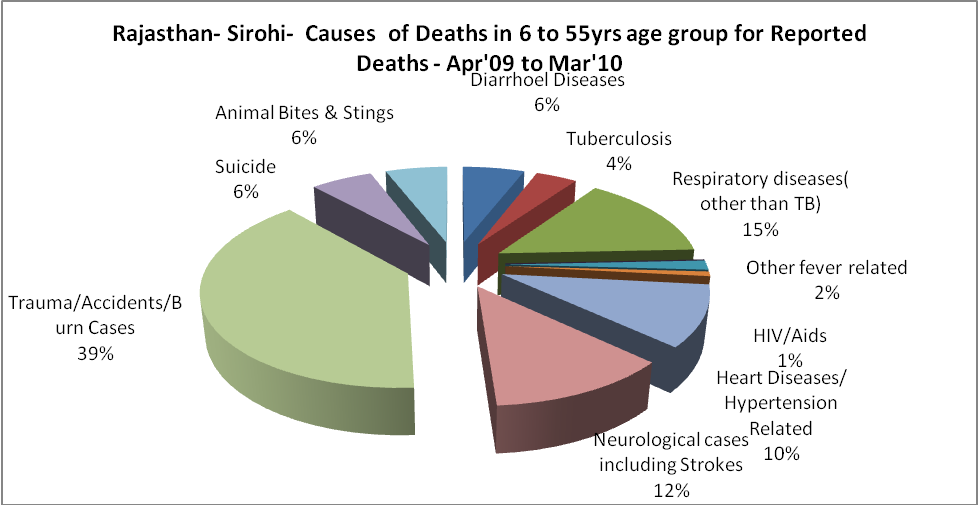 Rajasthan- Sirohi-  Causes  of Deaths in 6 to 55yrs age group for Reported
Deaths - Apr'09 to Mar'10
Diarrhoel Diseases
6%
Tuberculosis
4%
Respiratory diseases(
other than TB)
15%
Other fever related
2%
HIV/Aids
1%
Heart Diseases/
Hypertension
Related
10%
Neurological cases
including Strokes
12%
Trauma/Accidents/B
urn Cases
39%
Suicide
6%
Animal Bites & Stings
6%